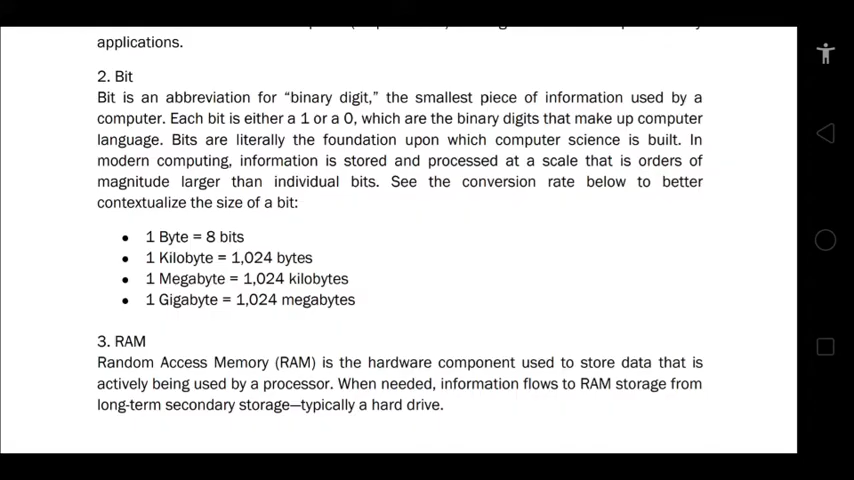 applications.
2. Bit
Bit is an abbreviation for “binary digit,” the smallest piece of information used by a
computer. Each bit is either a 1 or a 0, which are the binary digits that make up computer
language. Bits are literally the foundation upon which computer science is built. In
modern computing, information is stored and processed at a scale that is orders of
magnitude larger than individual bits. See the conversion rate below to better
contextualize the size of a bit:
• 1 Byte = 8 bits
• 1 Kilobyte = 1,024 bytes
• 1 Megabyte = 1,024 kilobytes
• 1 Gigabyte = 1,024 megabytes
3. RAM
Random Access Memory (RAM) is the hardware component used to store data that is
actively being used by a processor. When needed, information flows to RAM storage from
long-term secondary storage—typically a hard drive.